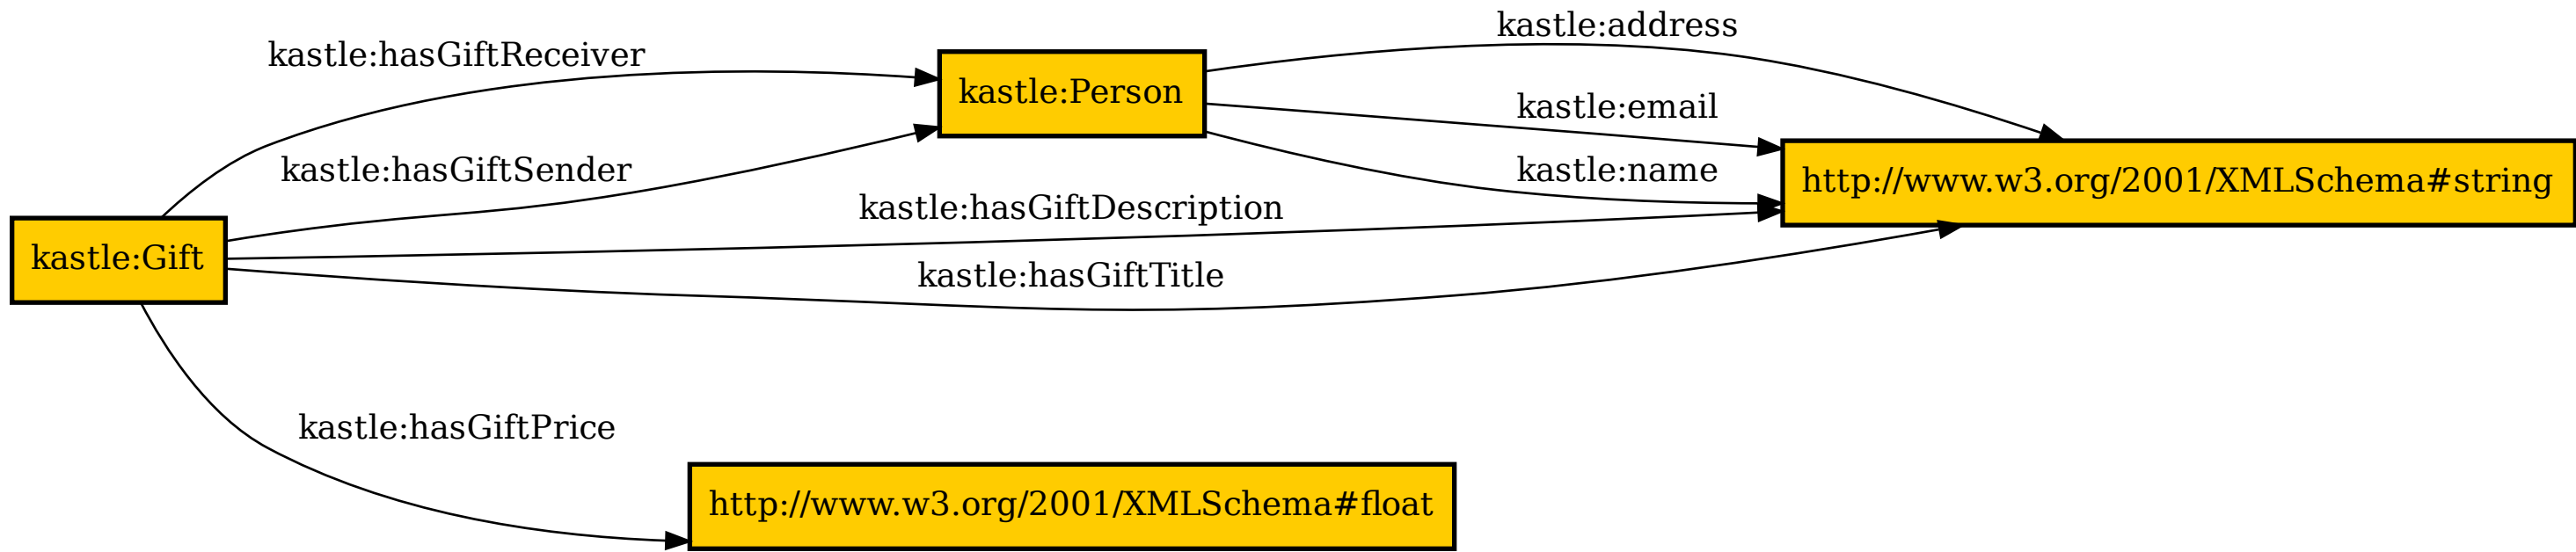 kastle:address
kastle:hasGiftReceiver
kastle:Person
kastle:email
kastle:hasGiftSender
kastle:name
http://www.w3.org/2001/XMLSchema#string
kastle:hasGiftDescription
kastle:Gift
kastle:hasGiftTitle
kastle:hasGiftPrice
http://www.w3.org/2001/XMLSchema#float